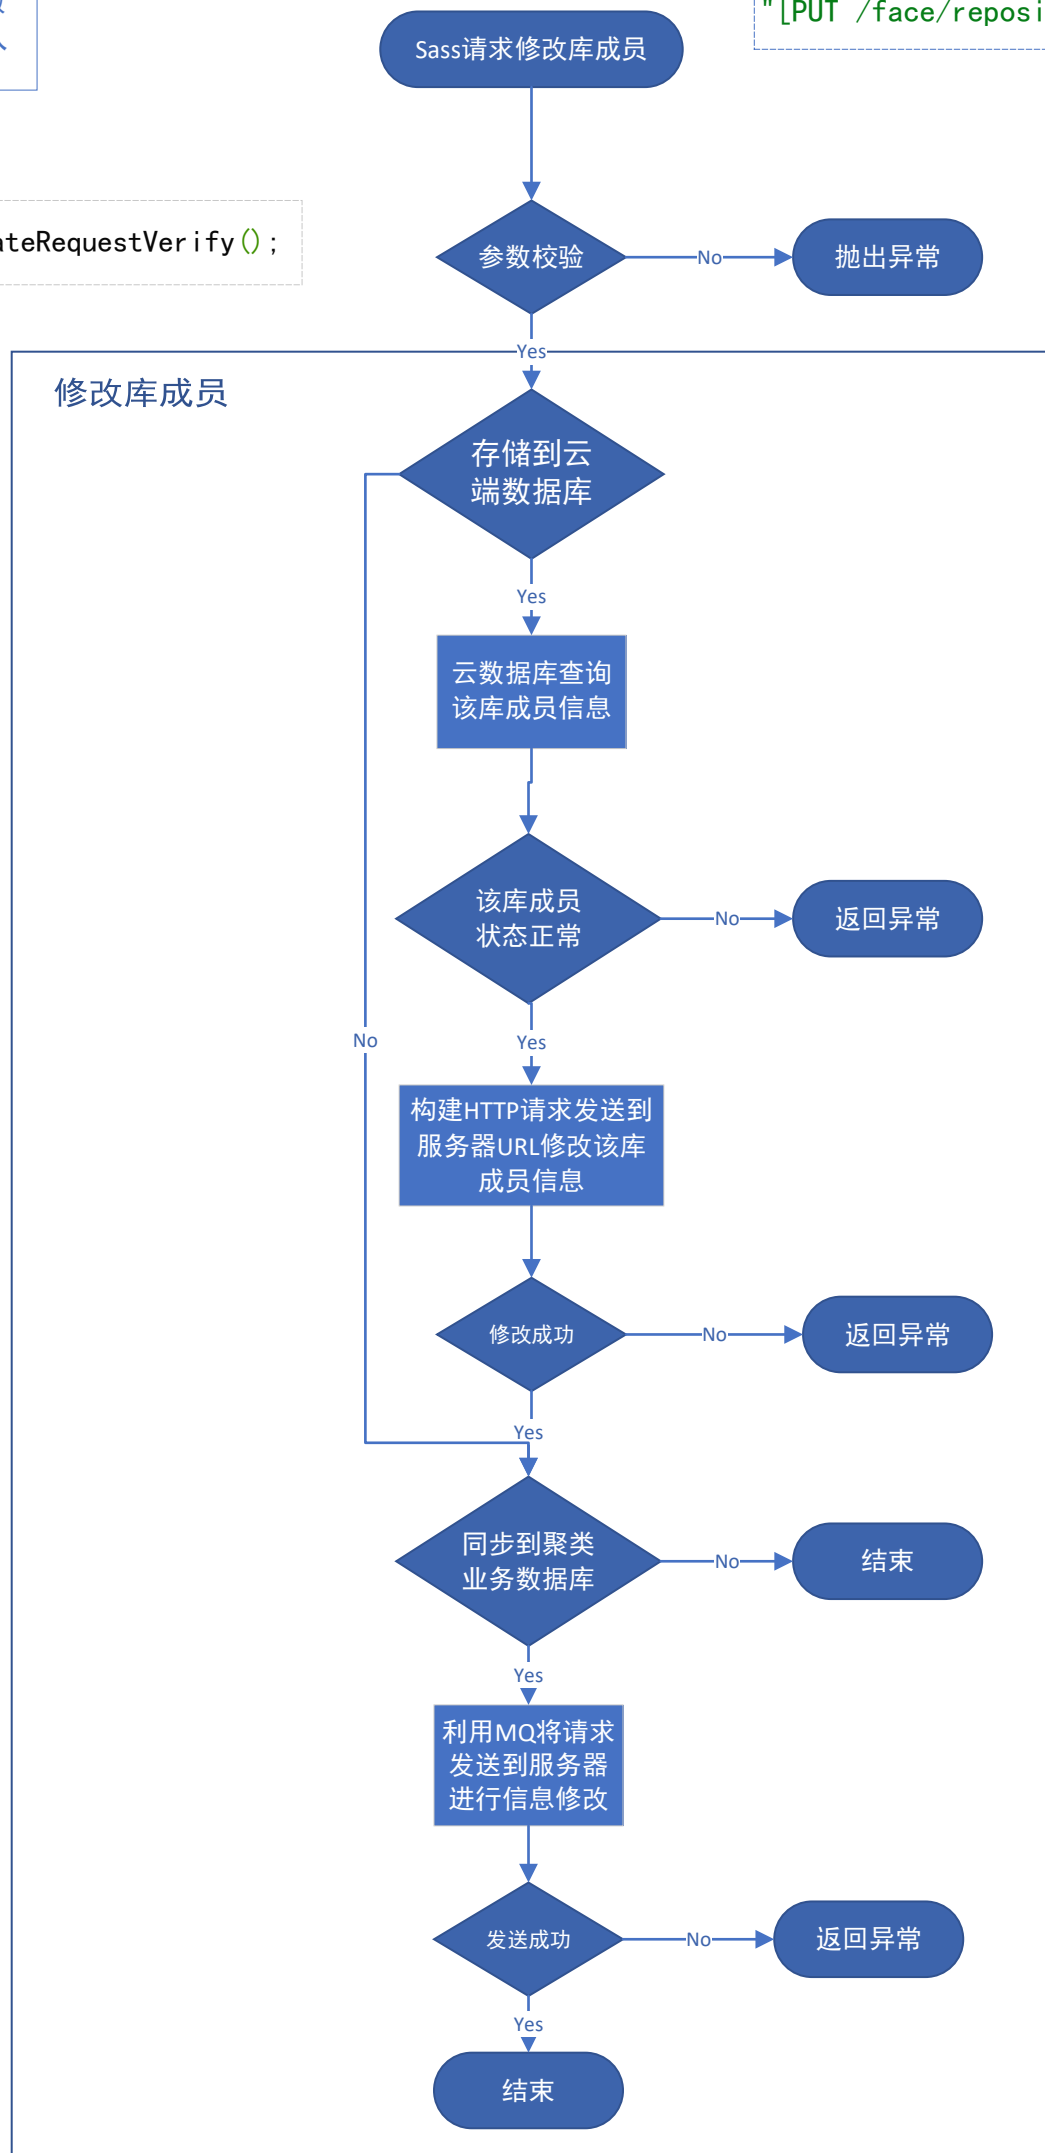 "[PUT /face/reposi
Sass请求修改库成员
ateRequestVerify();
参数校验
No
抛出异常
Yes
修改库成员
存储到云
端数据库
Yes
云数据库查询
该库成员信息
该库成员
状态正常
No
返回异常
No
Yes
构建HTTP请求发送到
服务器URL修改该库
成员信息
修改成功
No
返回异常
Yes
同步到聚类
业务数据库
No
结束
Yes
利用MQ将请求
发送到服务器
进行信息修改
发送成功
No
返回异常
Yes
结束